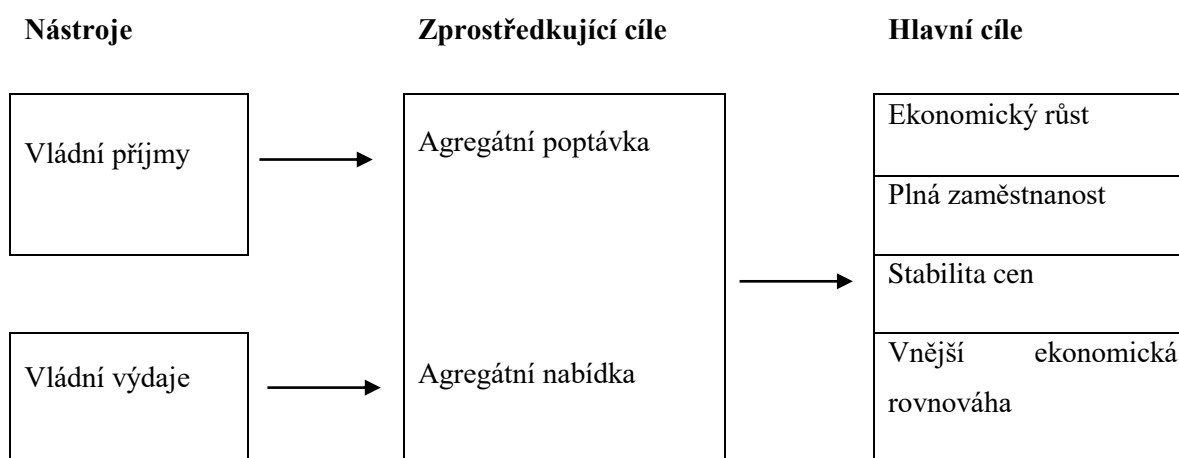 Nástroje
Zprostředkující cíle
Hlavní cíle
Vládní příjmy
Agregátní poptávka
Ekonomický růst
Plná zaměstnanost
Stabilita cen
Vládní výdaje
Agregátní nabídka
Vnější ekonomická
rovnováha